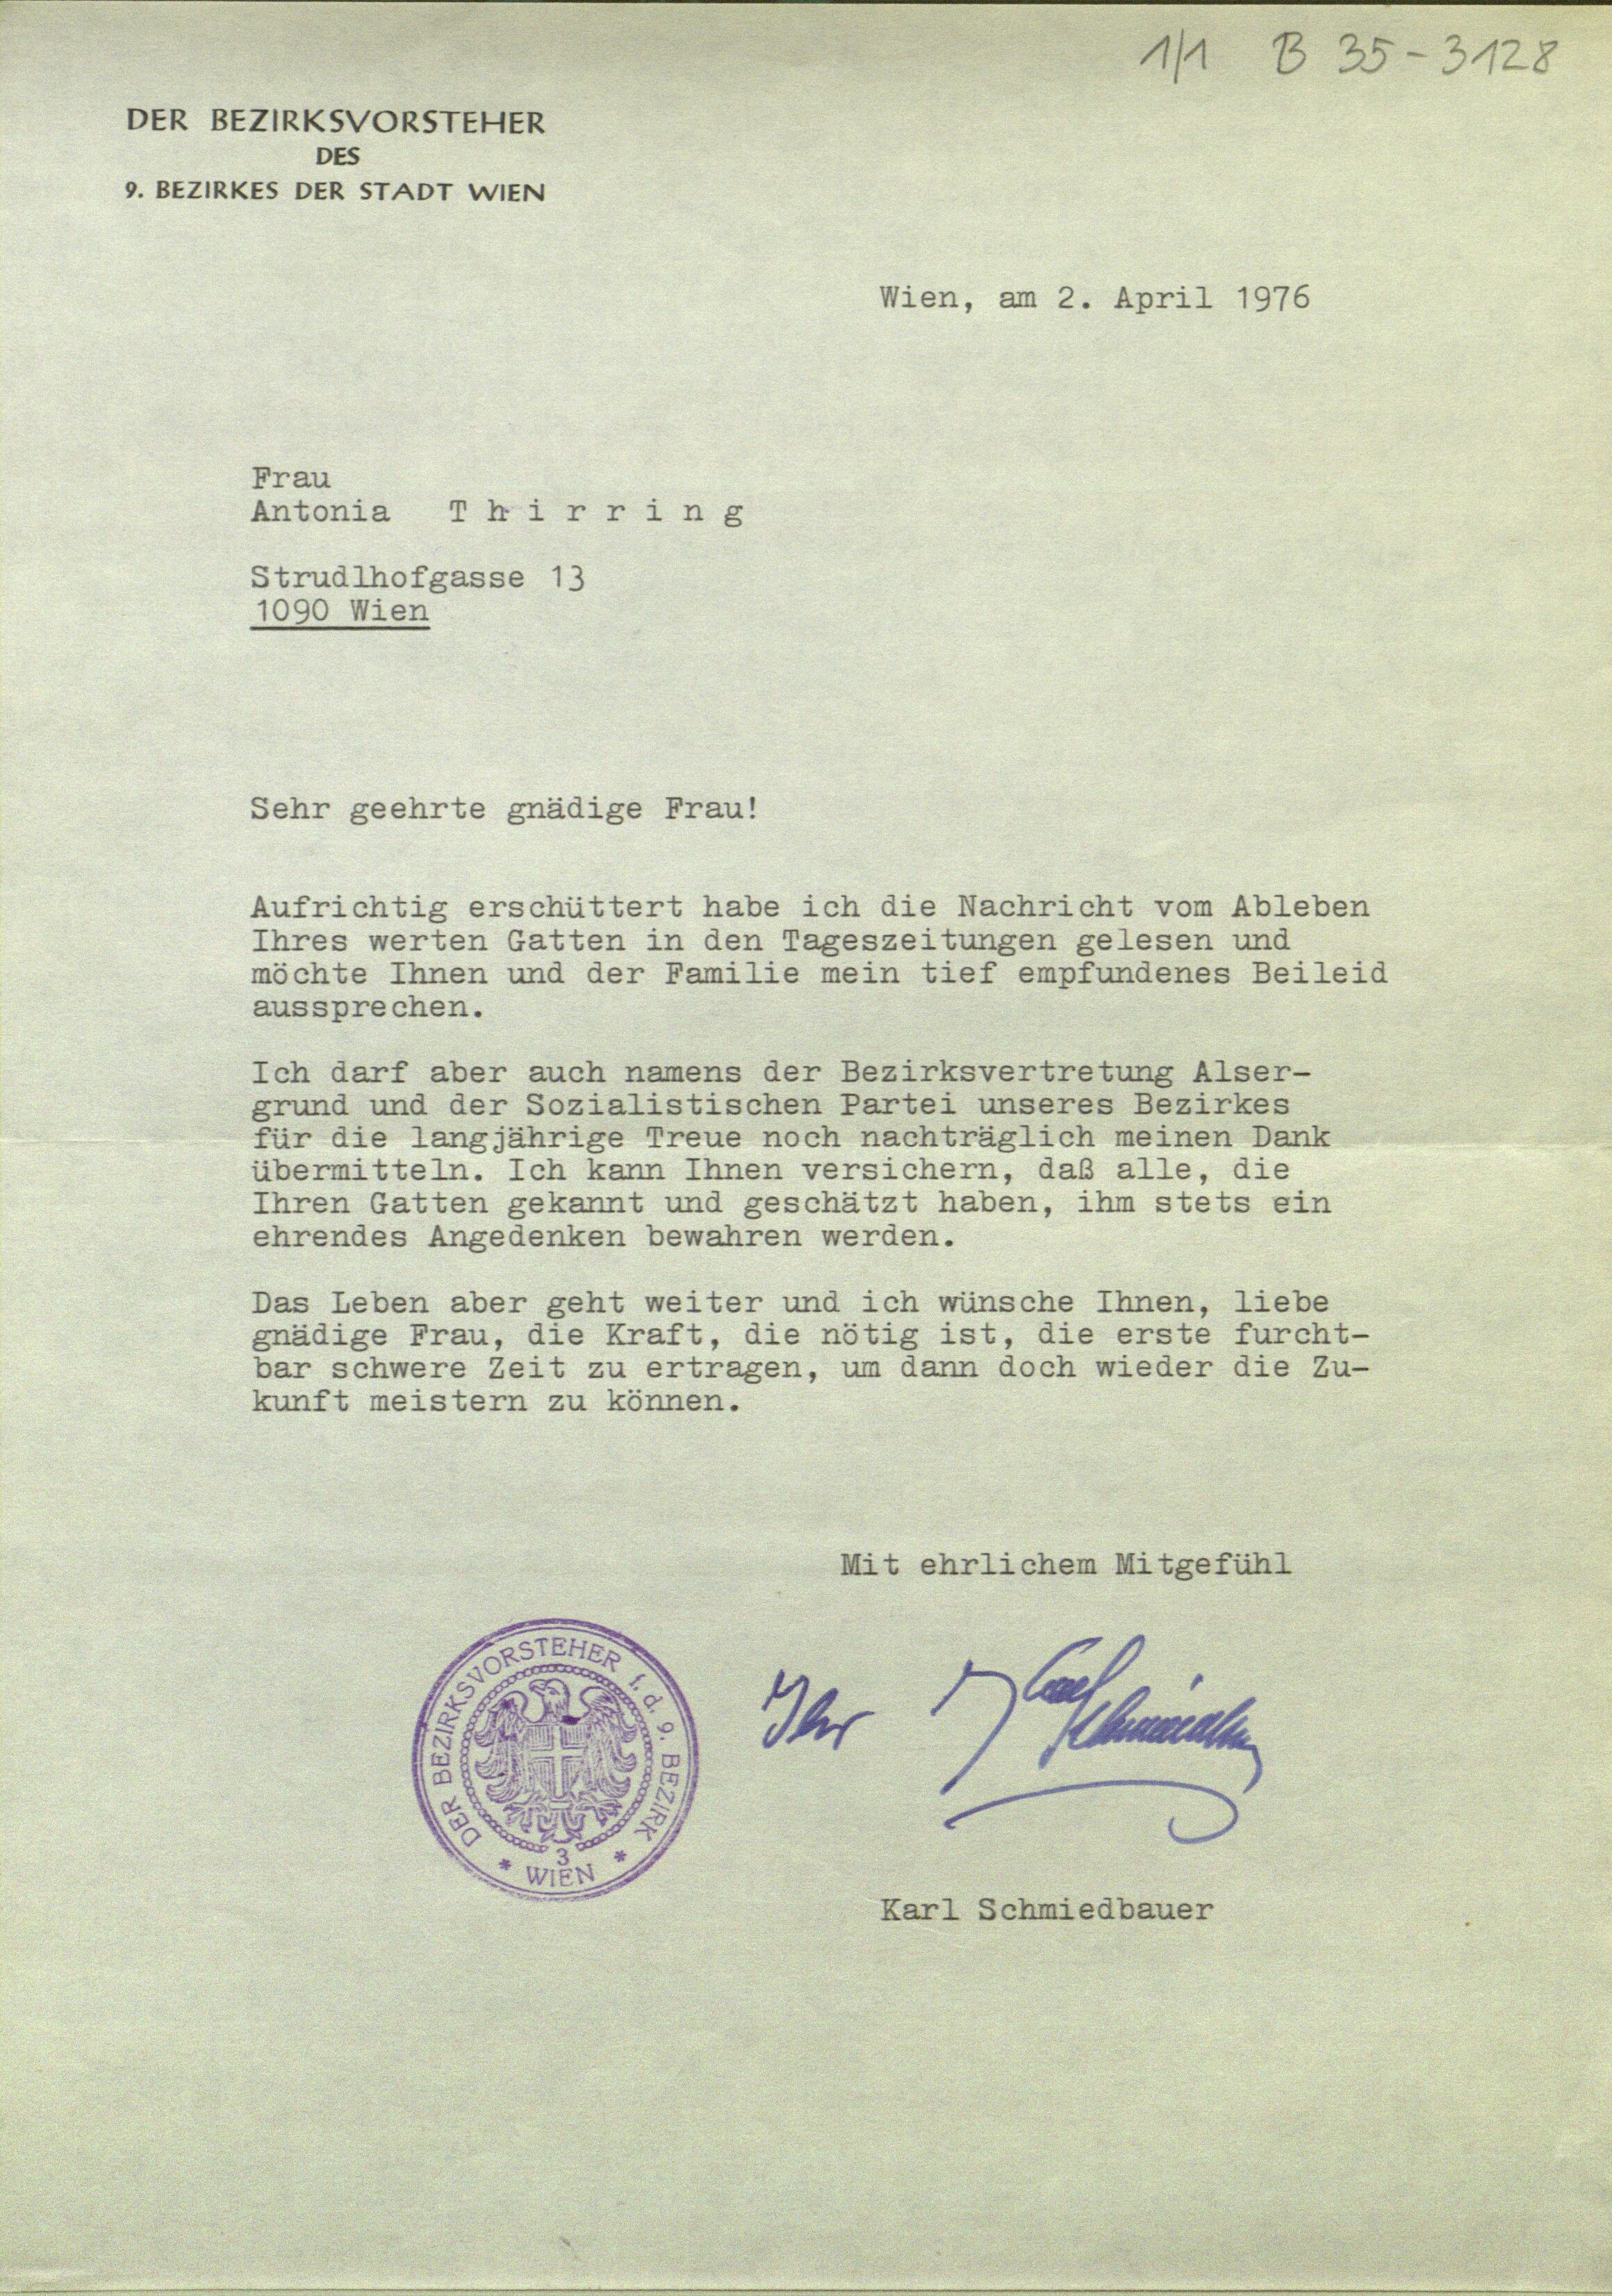 1/1 B 35-3128
DER BEZIRKSVORSTEHER
DES
9. BEZIRKES DER STADT WIEN
Wien, am 2. April 1976
Frau
Antonia T h i r r i n g
Strudlhofgasse 13
1090 Wien
Sehr geehrte gnädige Frau!
Aufrichtig erschüttert habe ich die Nachricht vom Ableben
Ihres werten Gatten in den Tageszeitungen gelesen und
möchte Ihnen und der Familie mein tief empfundenes Beileid
aussprechen.
Ich darf aber auch namens der Bezirksvertretung Alser-
grund und der Sozialistischen Partei unseres Bezirkes
für die langjährige Treue noch nachträglich meinen Dank
übermitteln. Ich kann Ihnen versichern, daß alle, die
Ihren Gatten gekannt und geschätzt haben, ihm stets ein
ehrendes Angedenken bewahren werden.
Das Leben aber geht weiter und ich wünsche Ihnen, liebe
gnädige Frau, die Kraft, die nötig ist, die erste furcht-
bar schwere Zeit zu ertragen, um dann doch wieder die Zu-
kunft meistern zu können.
Mit ehrlichem Mitgefühl
DER BEZIRKSVORSTEHER f. d. 9. BEZIRK
3
* WIEN *
Ihr Karl Schmiedbauer
Karl Schmiedbauer